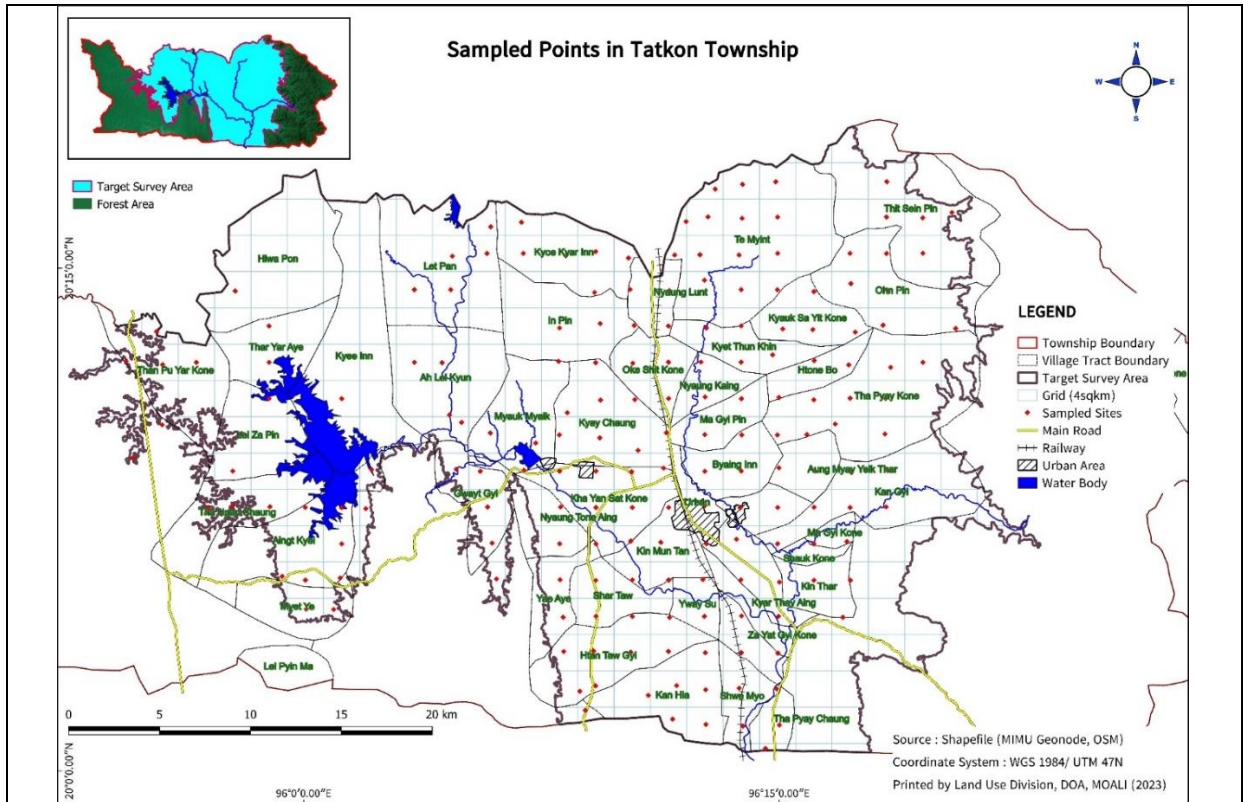 Sampled Points in Tatkon Township
N
W E
S
Target Survey Area
Forest Area
Thit Sein Pin
Te Myint
Kyoe Kyar Inn
Hlwa Pon
Let Pan
Ohn Pin
Nyaung Lunt
In Pin
Kyauk Sa Yit Kone
Thar Yar Aye
Kyee Inn
Kyet Thun Khin
Than Pu Yar Kone
Oke Shit Kone
Htone Bo
Ah Lel Kyun
Nyaung Kaing
Tha Pyay Kone
Myauk Myeik
Kyay Chaung
Ma Gyi Pin
Byaing Inn
Aung Myay Yeik Thar
Gwayt Gyi
Kha Yan Sat Kone
Kan Gyi
Urban
Nyaung Tone Aing
Aingt Kyei
Ma Gyi Kone
Kin Mun Tan
Sauk Kone
Kin Thar
Yae Aye
Shar Taw
Yway Su
Kyar Thay Aing
Myet Ye
Za Yat Gyi Kone
Htan Taw Gyi
Lel Pyin Ma
Kan Hla
Shwe Myo
Tha Pyay Chaung
LEGEND
Township Boundary
Village Tract Boundary
Target Survey Area
Grid (4sqkm)
Sampled Sites
Main Road
Railway
Urban Area
Water Body
0 5 10 15 20 km
Source : Shapefile (MIMU Geonode, OSM)
Coordinate System : WGS 1984/ UTM 47N
Printed by Land Use Division, DOA, MOALI (2023)
20°0'0.00"N
96°0'0.00"E
96°15'0.00"E